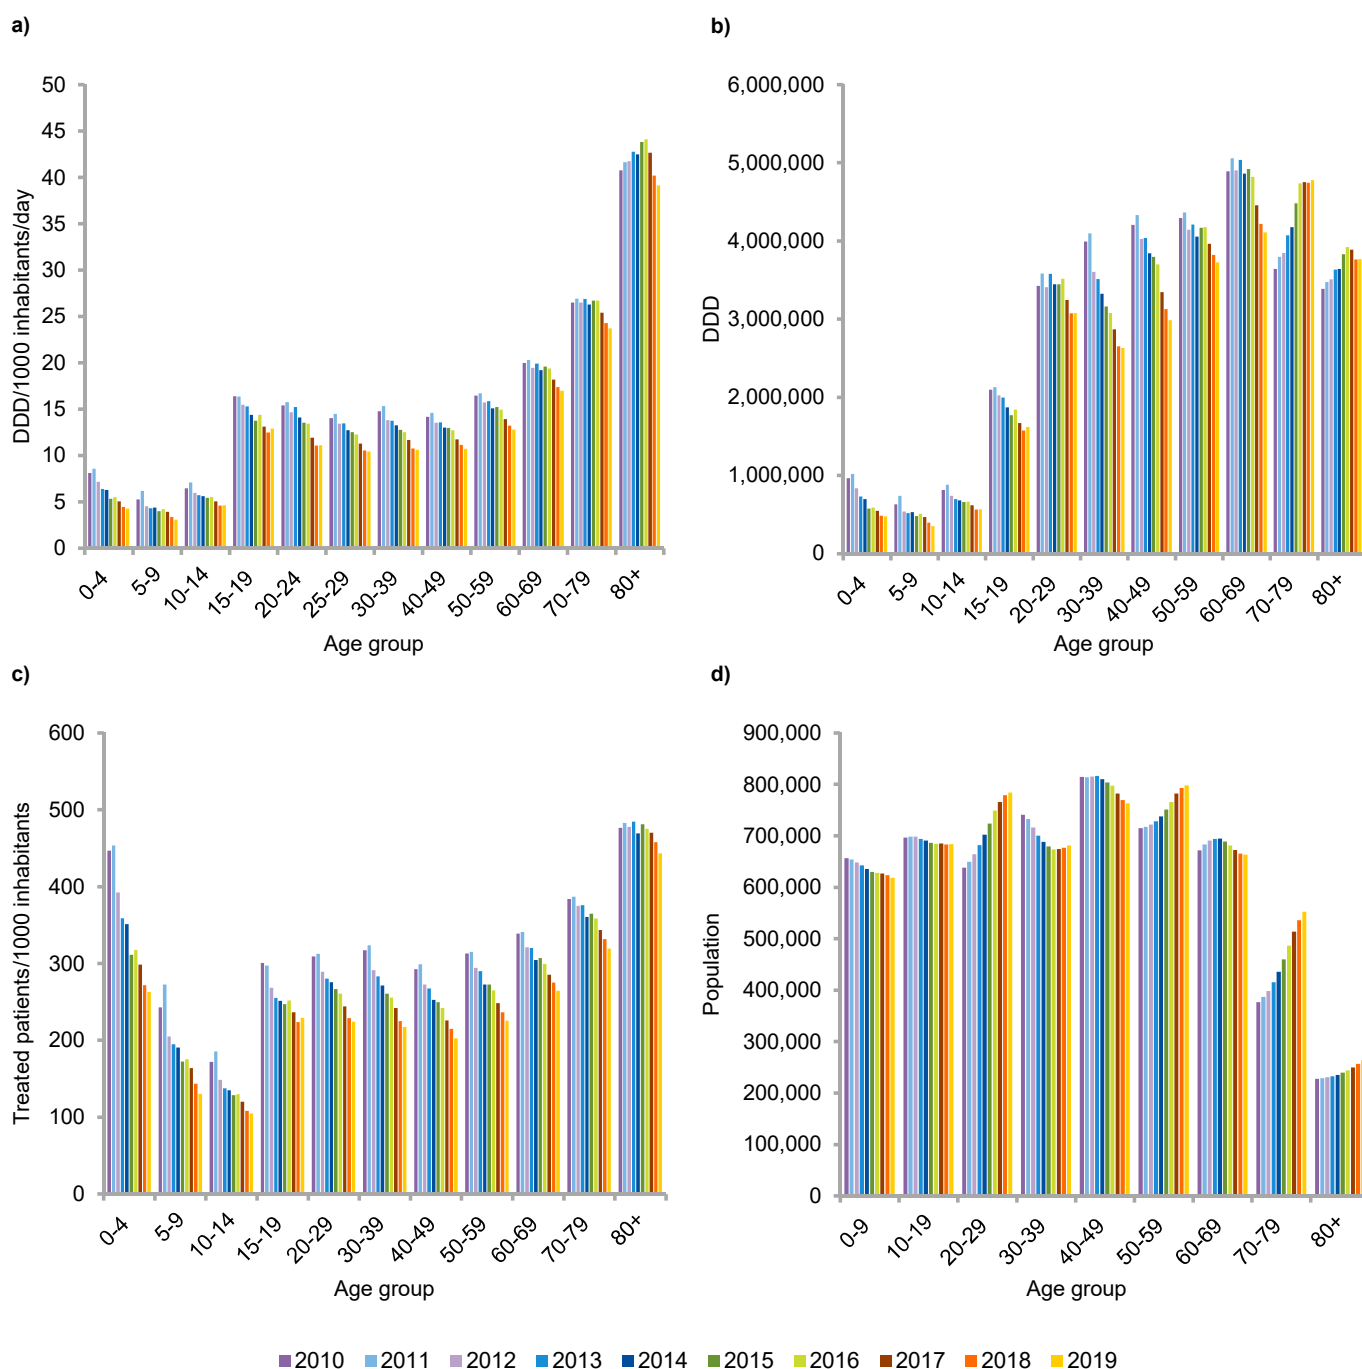 a)
50
45
40
35
30
25
20
15
10
5
0
DDD/1000 inhabitants/day
0-4 5-9 10-14 15-19 20-24 25-29 30-39 40-49 50-59 60-69 70-79 80+
Age group
b)
6,000,000
5,000,000
4,000,000
3,000,000
2,000,000
1,000,000
0
DDD
0-4 5-9 10-14 15-19 20-29 30-39 40-49 50-59 60-69 70-79 80+
Age group
c)
600
500
400
300
200
100
0
Treated patients/1000 inhabitants
0-4 5-9 10-14 15-19 20-29 30-39 40-49 50-59 60-69 70-79 80+
Age group
d)
900,000
800,000
700,000
600,000
500,000
400,000
300,000
200,000
100,000
0
Population
0-9 10-19 20-29 30-39 40-49 50-59 60-69 70-79 80+
Age group
2010 2011 2012 2013 2014 2015 2016 2017 2018 2019